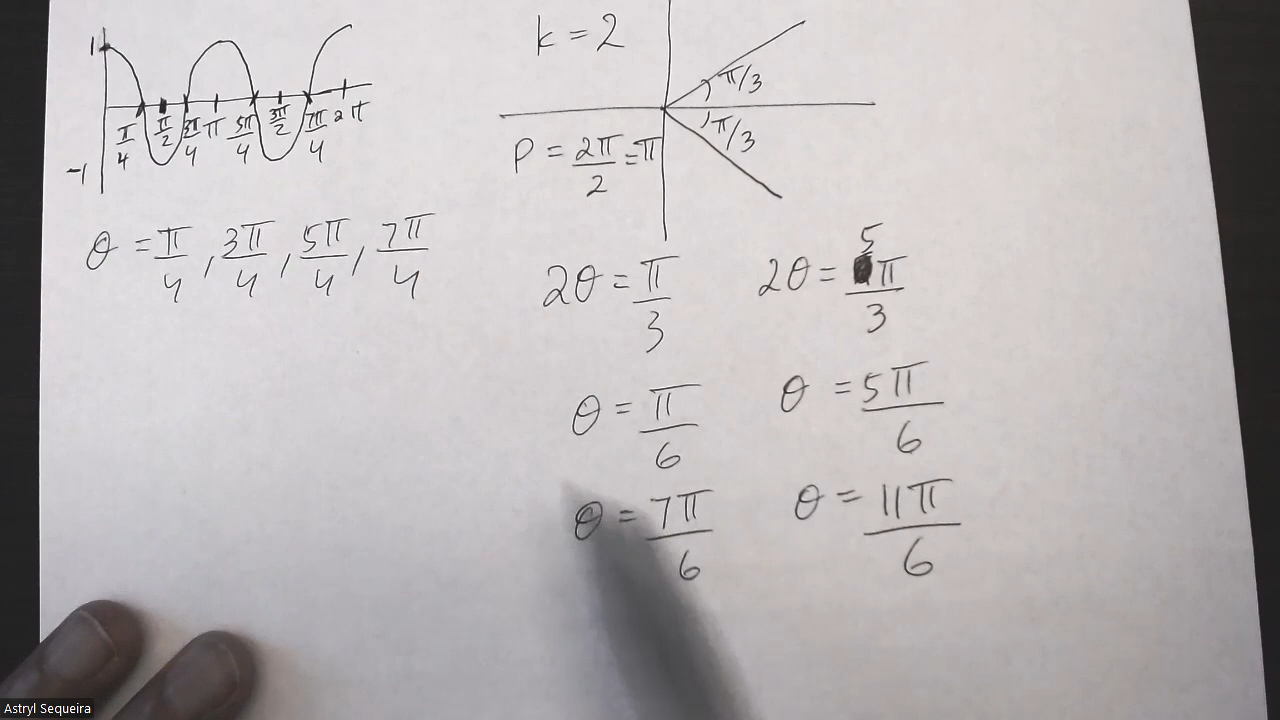 1
π/4 π/2 3π/4 π 5π/4 3π/2 7π/4 2π
-1
θ = π/4, 3π/4, 5π/4, 7π/4
k = 2
π/3
π/3
P = 2π/2 = π
2θ = π/3
2θ = 5π/3
θ = π/6
θ = 5π/6
θ = 7π/6
θ = 11π/6
Astryl Sequeira